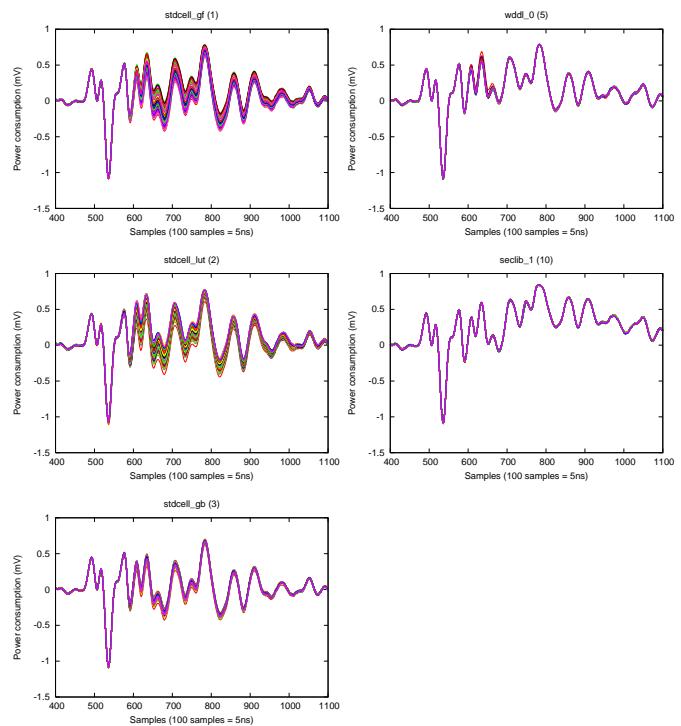 stdcell_gf (1)
1
0.5
0
-0.5
-1
-1.5
Power consumption (mV)
400 500 600 700 800 900 1000 1100
Samples (100 samples = 5ns)
wddl_0 (5)
1
0.5
0
-0.5
-1
-1.5
Power consumption (mV)
400 500 600 700 800 900 1000 1100
Samples (100 samples = 5ns)
stdcell_lut (2)
1
0.5
0
-0.5
-1
-1.5
Power consumption (mV)
400 500 600 700 800 900 1000 1100
Samples (100 samples = 5ns)
seclib_1 (10)
1
0.5
0
-0.5
-1
-1.5
Power consumption (mV)
400 500 600 700 800 900 1000 1100
Samples (100 samples = 5ns)
stdcell_gb (3)
1
0.5
0
-0.5
-1
-1.5
Power consumption (mV)
400 500 600 700 800 900 1000 1100
Samples (100 samples = 5ns)